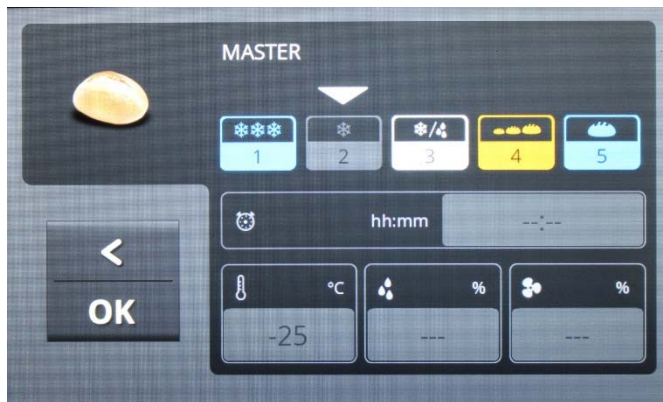 MASTER
1 2 3 4 5
hh:mm --:--
°C % %
-25 --- ---
<
OK